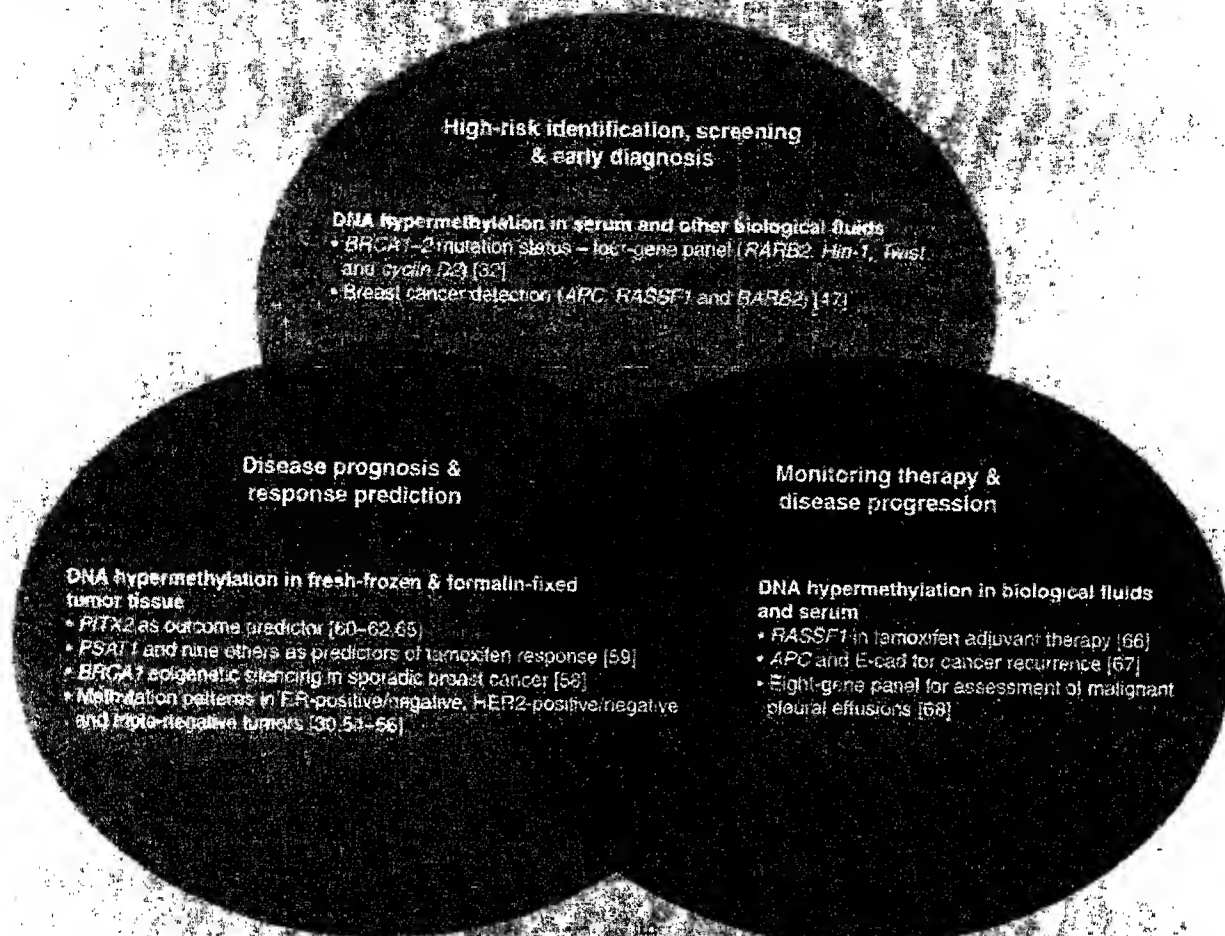 High-risk identification, screening
& early diagnosis
DNA hypermethylation in serum and other biological fluids
• BRCA1–2 mutation status – four-gene panel (RARB2, Hin-1, Twist
and cyclin D2) [32]
• Breast cancer detection (APC, RASSF1 and RARB2) [47]
Disease prognosis &
response prediction
DNA hypermethylation in fresh-frozen & formalin-fixed
tumor tissue
• PITX2 as outcome predictor [60–62,65]
• PSAT1 and nine others as predictors of tamoxifen response [59]
• BRCA1 epigenetic silencing in sporadic breast cancer
• Methylation patterns in ER-positive/negative, HER2-positive/negative
and triple-negative tumors
Monitoring therapy &
disease progression
DNA hypermethylation in biological fluids
and serum
• RASSF1 in tamoxifen adjuvant therapy [66]
• APC and E-cad for cancer recurrence [67]
• Eight-gene panel for assessment of malignant
pleural effusions [68]